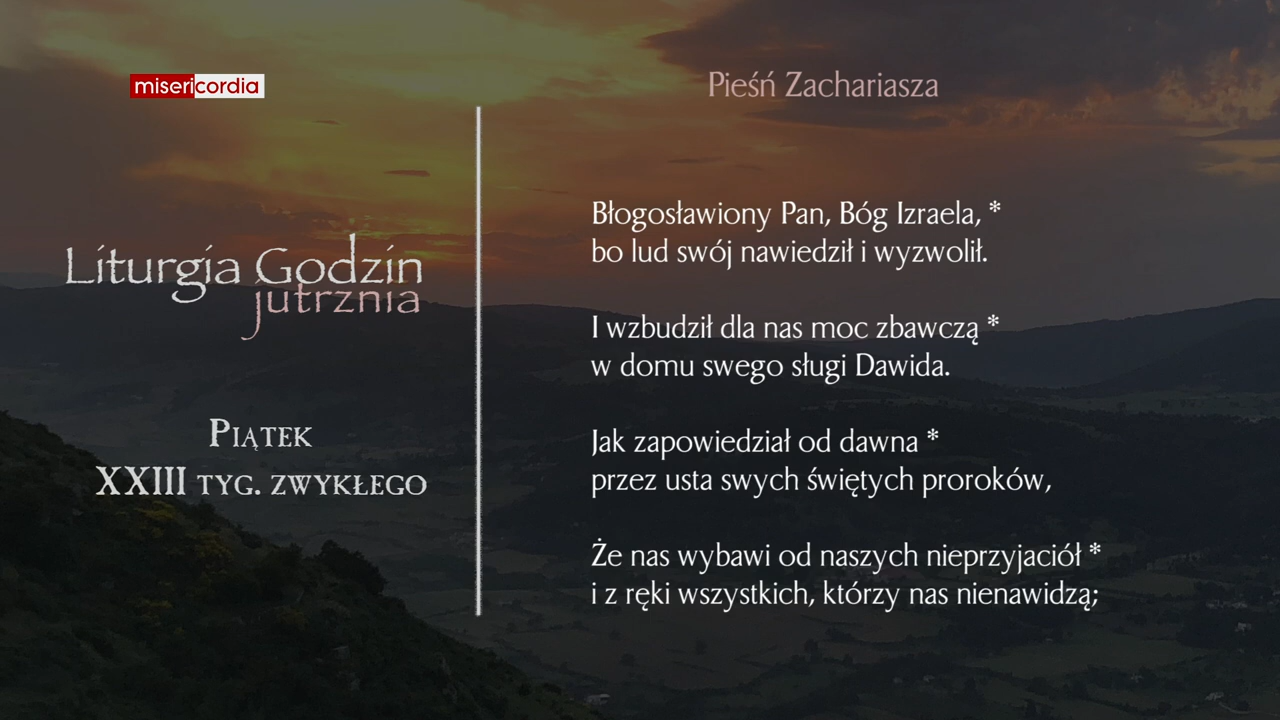 misericordia
Liturgia Godzin
jutrznia
Piątek
XXIII tyg. zwykłego
Pieśń Zachariasza
Błogosławiony Pan, Bóg Izraela, *
bo lud swój nawiedził i wyzwolił.
I wzbudził dla nas moc zbawczą *
w domu swego sługi Dawida.
Jak zapowiedział od dawna *
przez usta swych świętych proroków,
Że nas wybawi od naszych nieprzyjaciół *
i z ręki wszystkich, którzy nas nienawidzą;